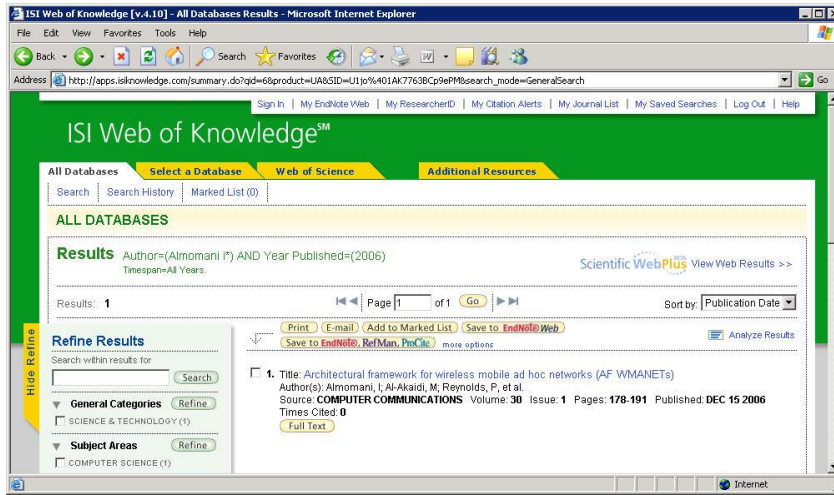 ISI Web of Knowledge [v.4.10] - All Databases Results - Microsoft Internet Explorer
File Edit View Favorites Tools Help
Back Search Favorites
Address http://apps.isiknowledge.com/summary.do?qid=6&product=UA&SID=U1jo%401AK7763BCp9ePM&search_mode=GeneralSearch Go
Sign In | My EndNote Web | My ResearcherID | My Citation Alerts | My Journal List | My Saved Searches | Log Out | Help
ISI Web of Knowledge℠
All Databases Select a Database Web of Science Additional Resources
Search Search History Marked List (0)
ALL DATABASES
Results Author=(Almomani i*) AND Year Published=(2006)
Timespan=All Years.
Scientific WebPlus BETA View Web Results >>
Results: 1 Page 1 of 1 Go Sort by: Publication Date
Hide Refine
Refine Results
Search within results for
Search
General Categories Refine
SCIENCE & TECHNOLOGY (1)
Subject Areas Refine
COMPUTER SCIENCE (1)
Print E-mail Add to Marked List Save to EndNote Web
Save to EndNote, RefMan, ProCite more options
Analyze Results
1. Title: Architectural framework for wireless mobile ad hoc networks (AF WMANETs)
Author(s): Almomani, I; Al-Akaidi, M; Reynolds, P, et al.
Source: COMPUTER COMMUNICATIONS Volume: 30 Issue: 1 Pages: 178-191 Published: DEC 15 2006
Times Cited: 0
Full Text
Internet